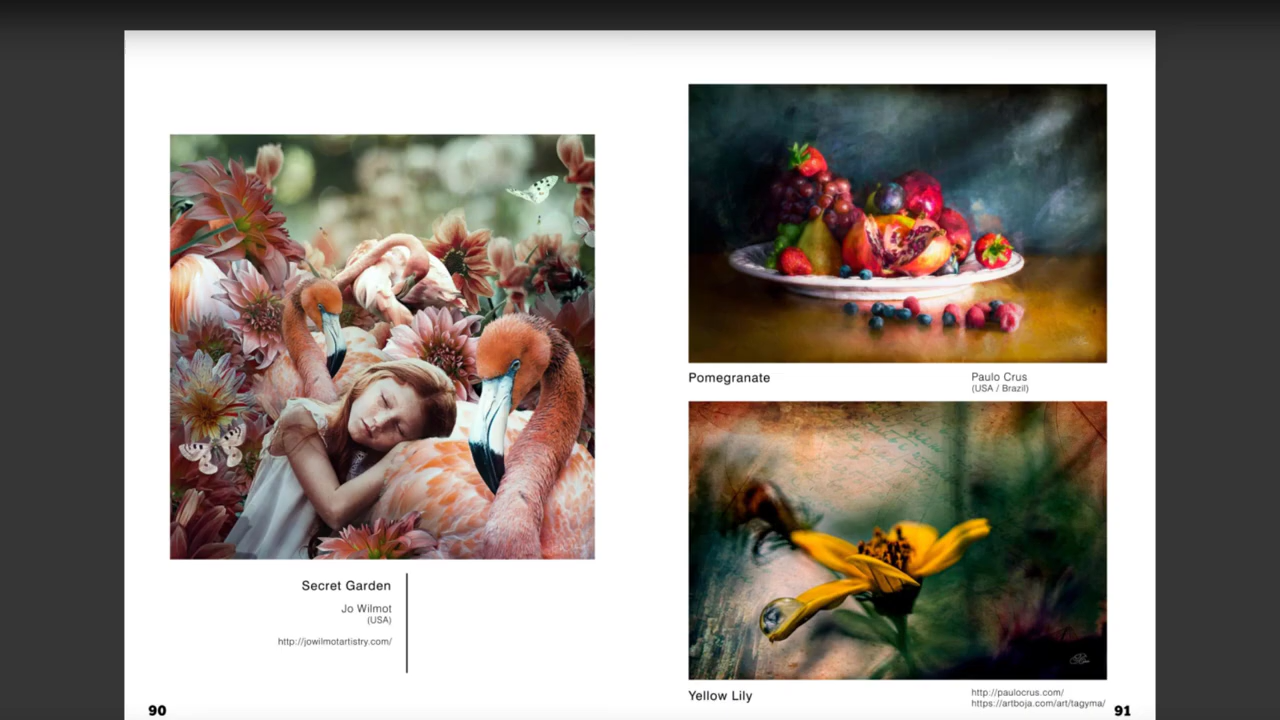 Secret Garden
Jo Wilmot
(USA)
http://jowilmotartistry.com/
90
Pomegranate
Paulo Crus
(USA / Brazil)
Yellow Lily
http://paulocrus.com/
https://artboja.com/art/tagyma/
91